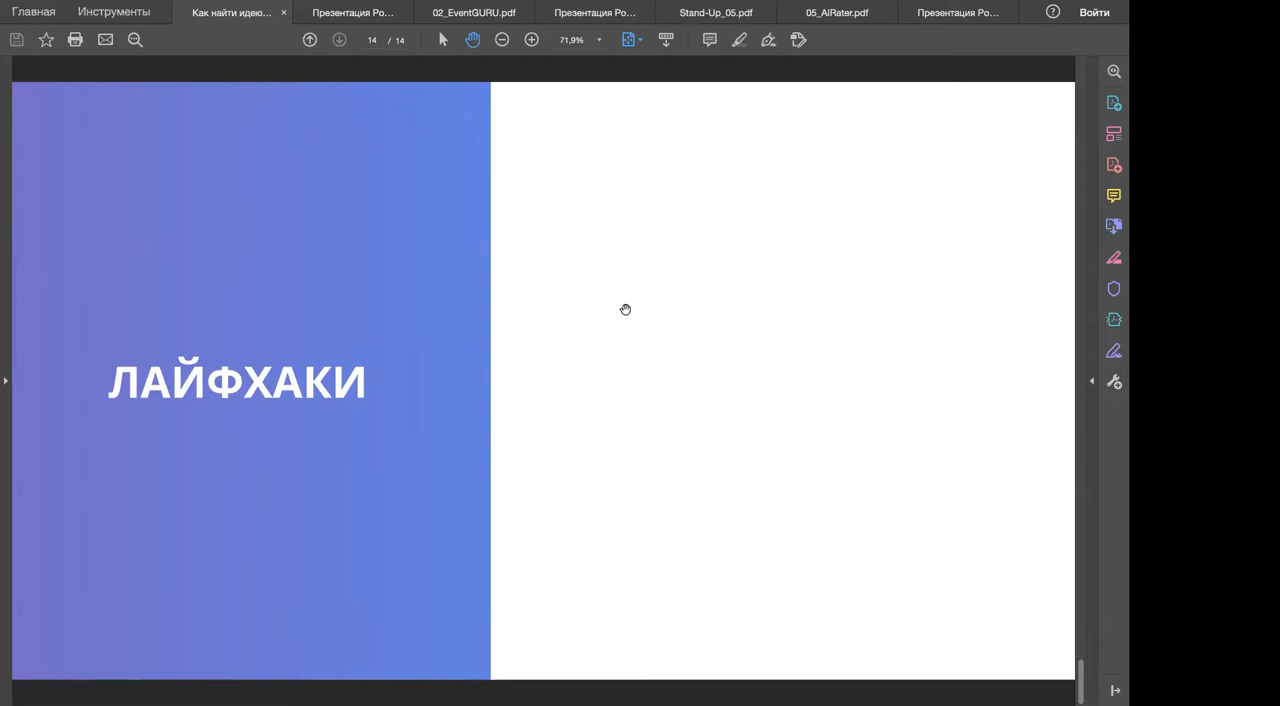 Главная
Инструменты
Как найти идею...
×
Презентация Ро...
02_EventGURU.pdf
Презентация Ро...
Stand-Up_05.pdf
05_AIRater.pdf
Презентация Ро...
?
Войти
14 / 14
71,9%
ЛАЙФХАКИ